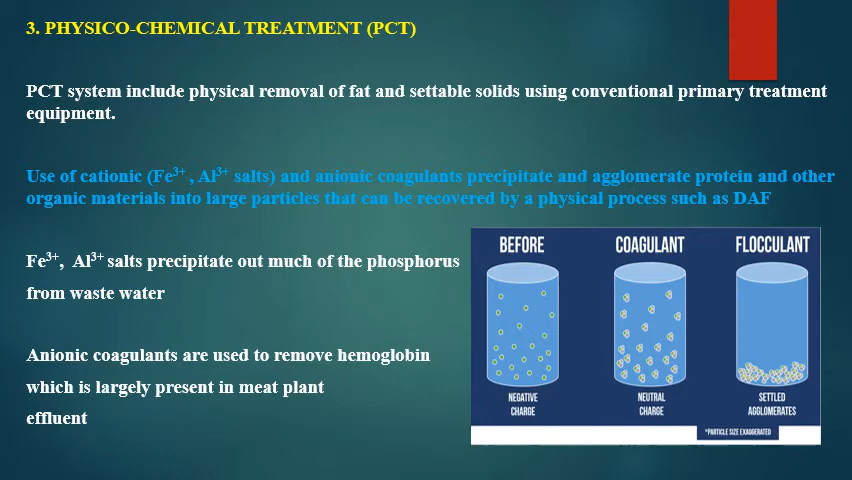 3. PHYSICO-CHEMICAL TREATMENT (PCT)
PCT system include physical removal of fat and settable solids using conventional primary treatment
equipment.
Use of cationic (Fe³⁺ , Al³⁺ salts) and anionic coagulants precipitate and agglomerate protein and other
organic materials into large particles that can be recovered by a physical process such as DAF
Fe³⁺, Al³⁺ salts precipitate out much of the phosphorus
from waste water
Anionic coagulants are used to remove hemoglobin
which is largely present in meat plant
effluent
BEFORE COAGULANT FLOCCULANT
NEGATIVE CHARGE
NEUTRAL CHARGE
SETTLED AGGLOMERATES
*PARTICLE SIZE EXAGGERATED